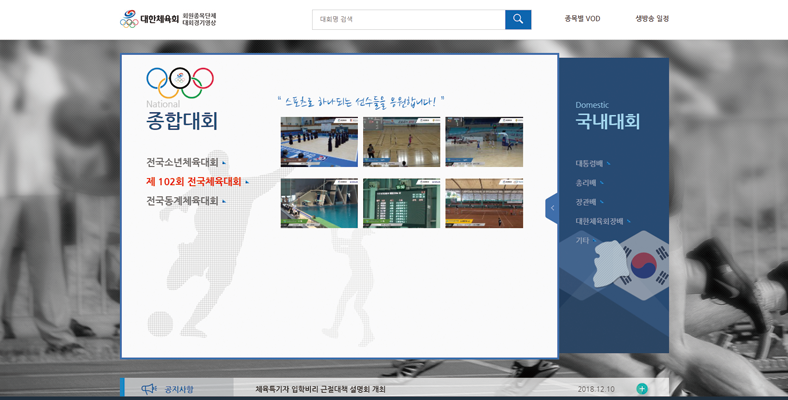 대한체육회 회원종목단체
대회경기영상
대회명 검색
종목별 VOD
생방송 일정
National
종합대회
전국소년체육대회
제 102회 전국체육대회
전국동계체육대회
" 스포츠로 하나되는 선수들을 응원합니다! "
Domestic
국내대회
대통령배
총리배
장관배
대한체육회장배
기타
공지사항
체육특기자 입학비리 근절대책 설명회 개최
2018.12.10